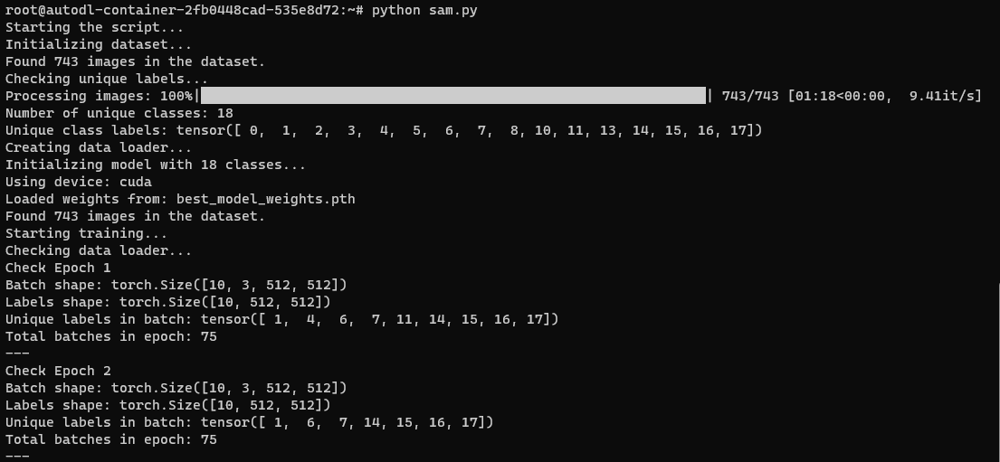 root@autodl-container-2fb0448cad-535e8d72:~# python sam.py
Starting the script...
Initializing dataset...
Found 743 images in the dataset.
Checking unique labels...
Processing images: 100%|██████████| 743/743 [01:18<00:00,  9.41it/s]
Number of unique classes: 18
Unique class labels: tensor([ 0,  1,  2,  3,  4,  5,  6,  7,  8, 10, 11, 13, 14, 15, 16, 17])
Creating data loader...
Initializing model with 18 classes...
Using device: cuda
Loaded weights from: best_model_weights.pth
Found 743 images in the dataset.
Starting training...
Checking data loader...
Check Epoch 1
Batch shape: torch.Size([10, 3, 512, 512])
Labels shape: torch.Size([10, 512, 512])
Unique labels in batch: tensor([ 1,  4,  6,  7, 11, 14, 15, 16, 17])
Total batches in epoch: 75
---
Check Epoch 2
Batch shape: torch.Size([10, 3, 512, 512])
Labels shape: torch.Size([10, 512, 512])
Unique labels in batch: tensor([ 1,  6,  7, 14, 15, 16, 17])
Total batches in epoch: 75
---